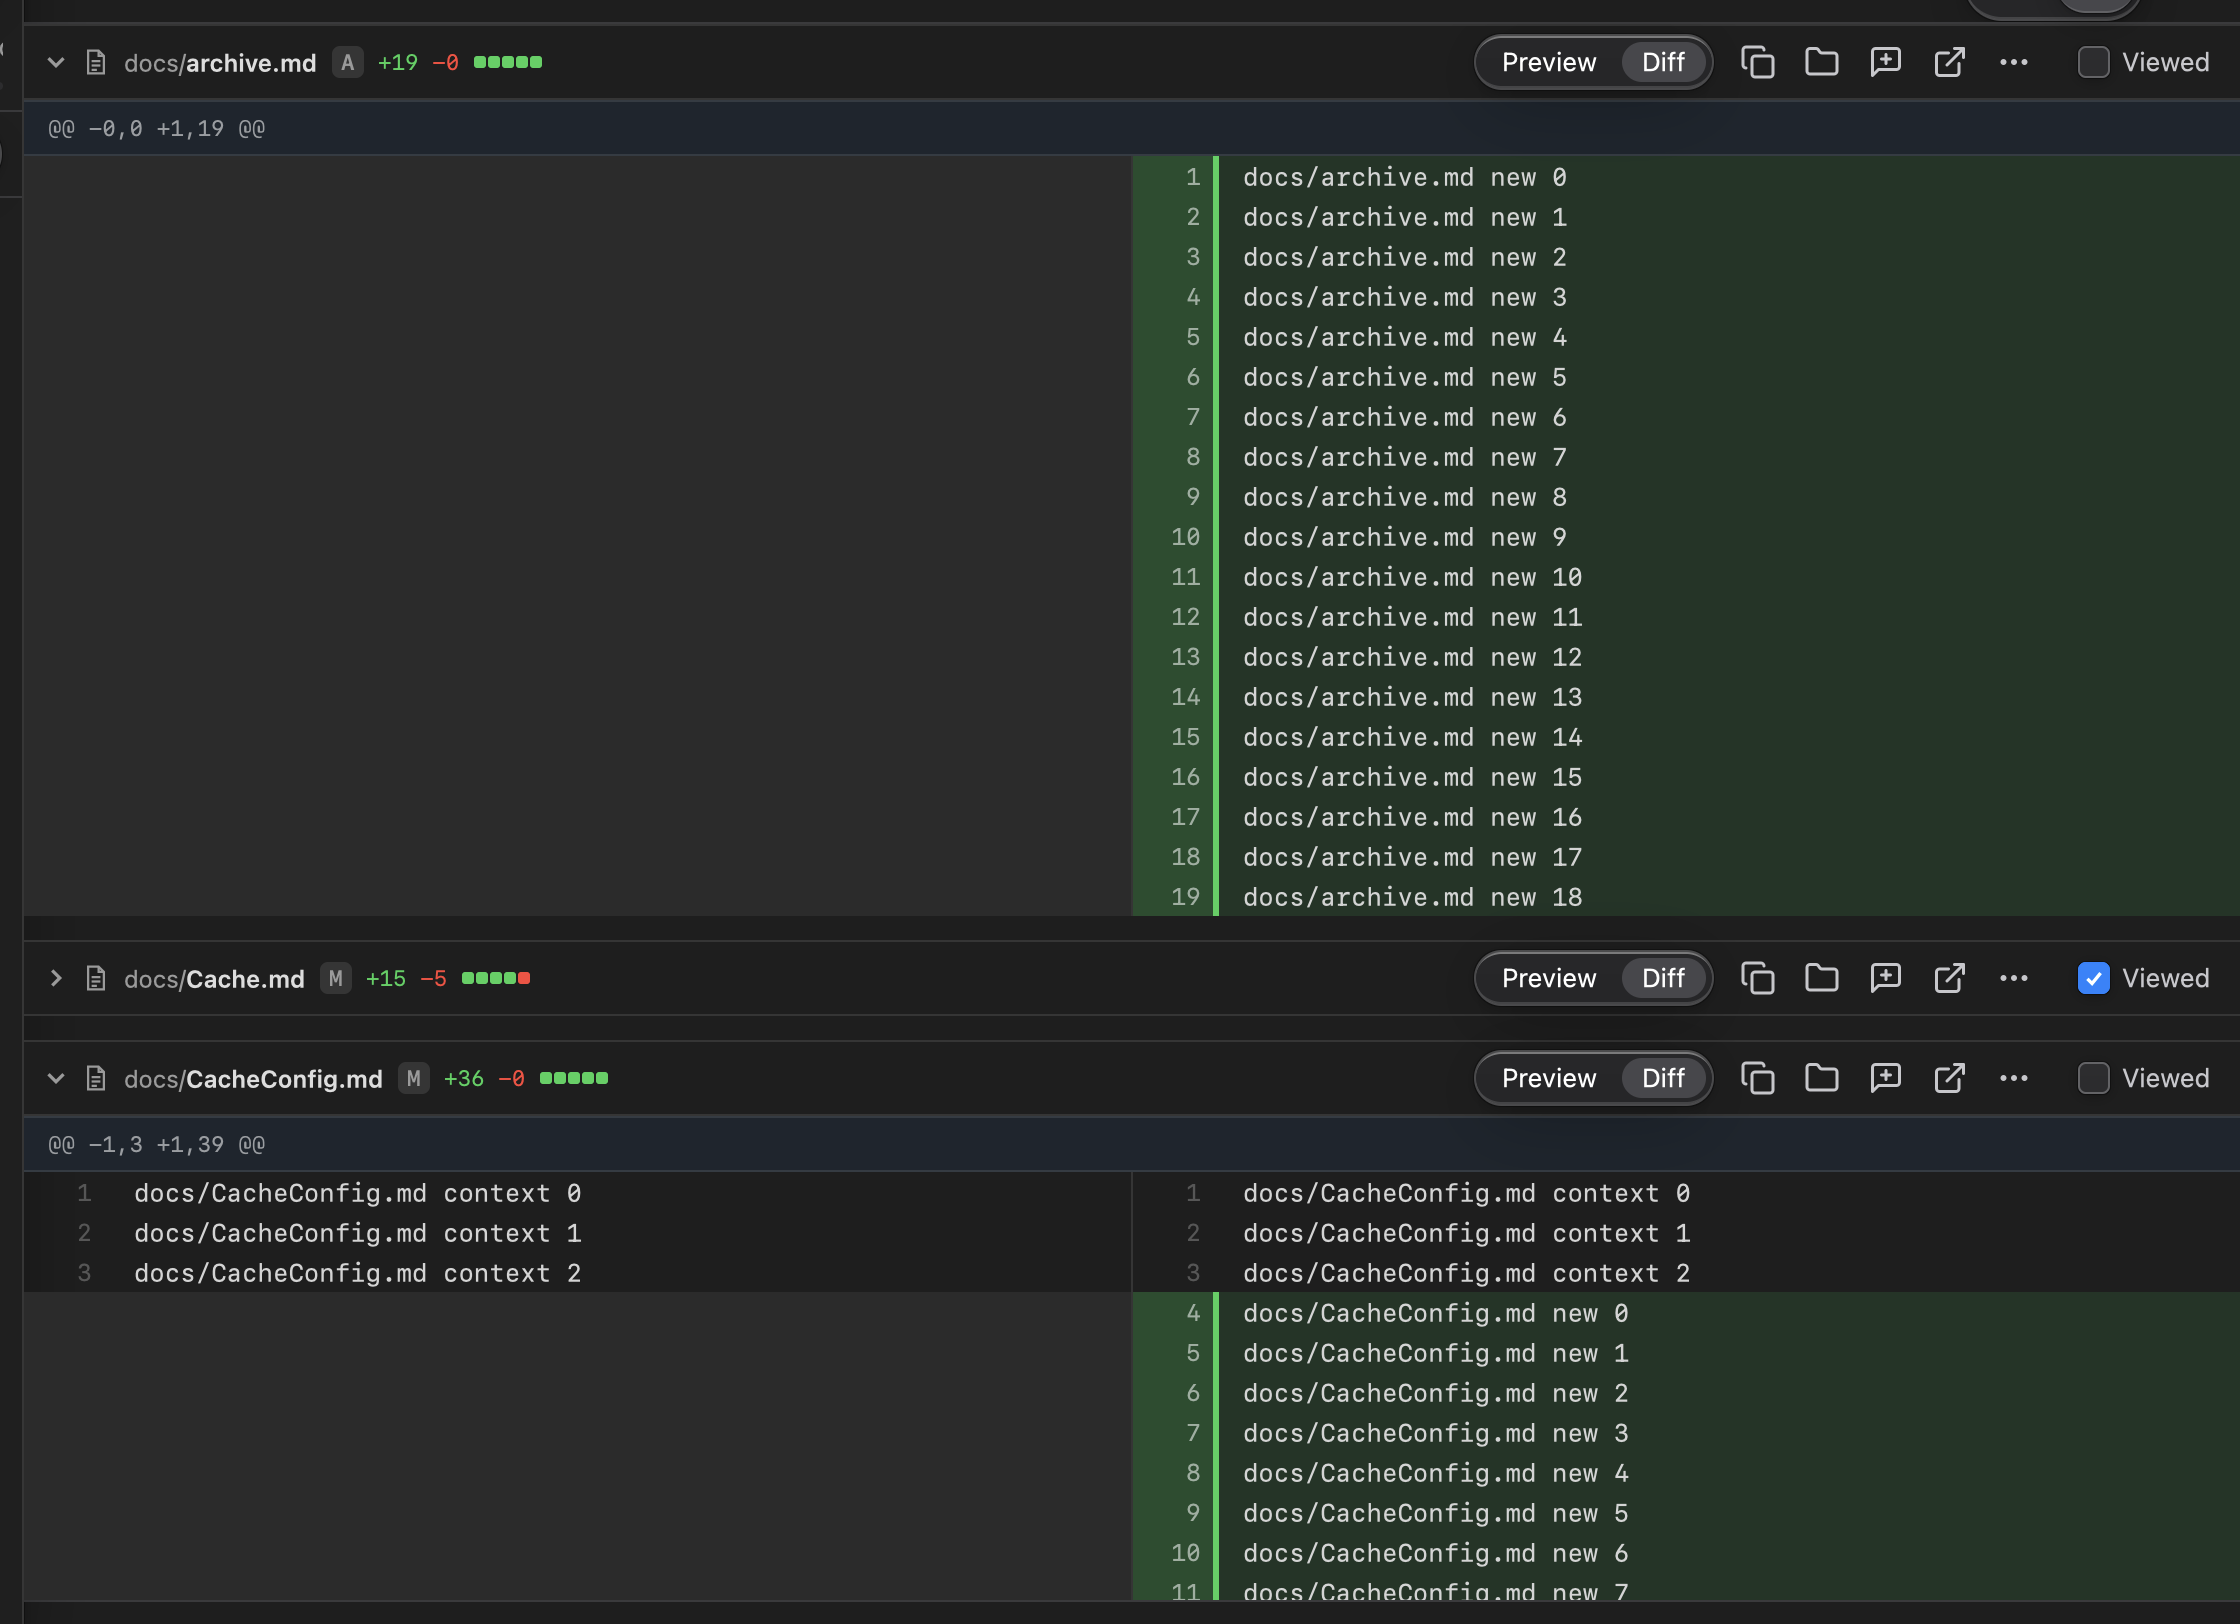 docs/archive.md A +19 −0 Preview Diff Viewed
@@ −0,0 +1,19 @@
1 docs/archive.md new 0
2 docs/archive.md new 1
3 docs/archive.md new 2
4 docs/archive.md new 3
5 docs/archive.md new 4
6 docs/archive.md new 5
7 docs/archive.md new 6
8 docs/archive.md new 7
9 docs/archive.md new 8
10 docs/archive.md new 9
11 docs/archive.md new 10
12 docs/archive.md new 11
13 docs/archive.md new 12
14 docs/archive.md new 13
15 docs/archive.md new 14
16 docs/archive.md new 15
17 docs/archive.md new 16
18 docs/archive.md new 17
19 docs/archive.md new 18
docs/Cache.md M +15 −5 Preview Diff Viewed
docs/CacheConfig.md M +36 −0 Preview Diff Viewed
@@ −1,3 +1,39 @@
1 docs/CacheConfig.md context 0 1 docs/CacheConfig.md context 0
2 docs/CacheConfig.md context 1 2 docs/CacheConfig.md context 1
3 docs/CacheConfig.md context 2 3 docs/CacheConfig.md context 2
4 docs/CacheConfig.md new 0
5 docs/CacheConfig.md new 1
6 docs/CacheConfig.md new 2
7 docs/CacheConfig.md new 3
8 docs/CacheConfig.md new 4
9 docs/CacheConfig.md new 5
10 docs/CacheConfig.md new 6
11 docs/CacheConfig.md new 7